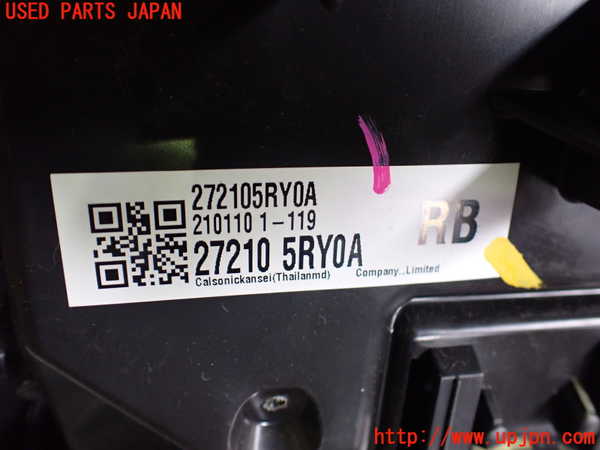 USED PARTS JAPAN
272105RY0A
210110 1-119
27210 5RY0A
RB
Calsonickansei(Thailanmd) Company..Limited
http://www.upjpn.com/